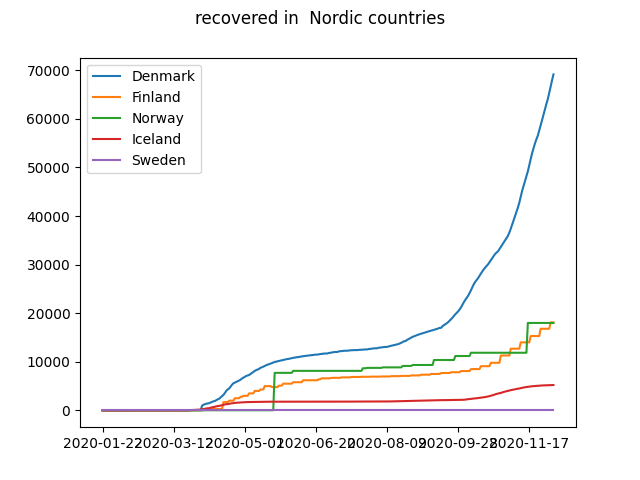 recovered in  Nordic countries
70000
60000
50000
40000
30000
20000
10000
0
Denmark
Finland
Norway
Iceland
Sweden
2020-01-22 2020-03-12 2020-05-01 2020-06-20 2020-08-09 2020-09-28 2020-11-17